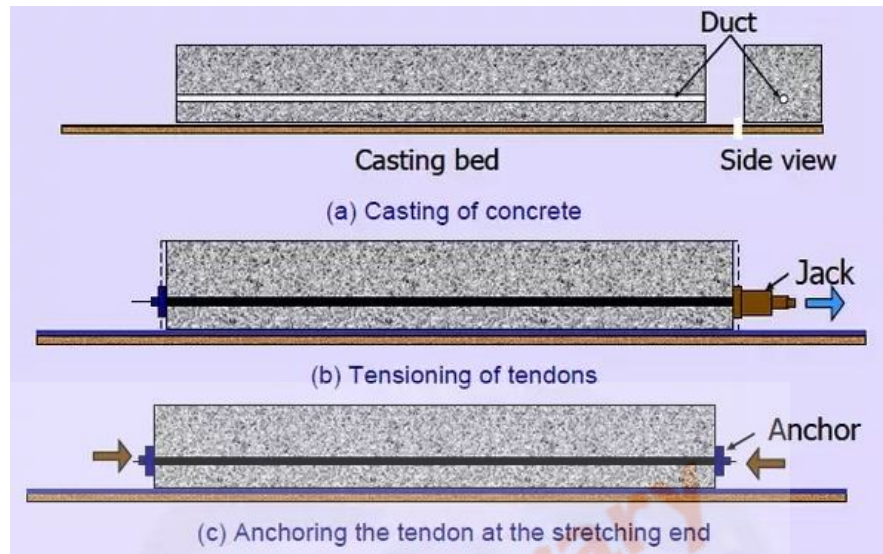 Duct
Casting bed
Side view
(a) Casting of concrete
Jack
(b) Tensioning of tendons
Anchor
(c) Anchoring the tendon at the stretching end